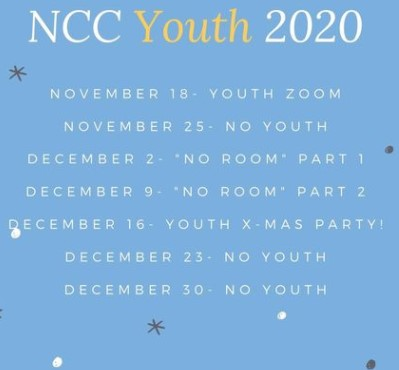 NCC Youth 2020
NOVEMBER 18- YOUTH ZOOM
NOVEMBER 25- NO YOUTH
DECEMBER 2- "NO ROOM" PART 1
DECEMBER 9- "NO ROOM" PART 2
DECEMBER 16- YOUTH X-MAS PARTY!
DECEMBER 23- NO YOUTH
DECEMBER 30- NO YOUTH